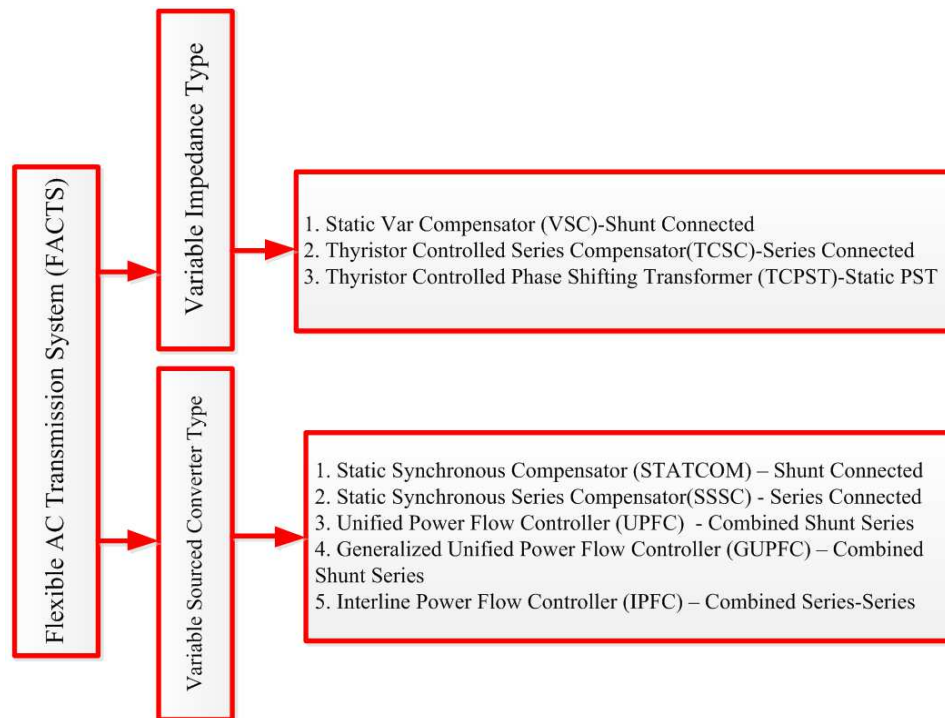 Flexible AC Transmission System (FACTS)
Variable Impedance Type
1. Static Var Compensator (VSC)-Shunt Connected
2. Thyristor Controlled Series Compensator(TCSC)-Series Connected
3. Thyristor Controlled Phase Shifting Transformer (TCPST)-Static PST
Variable Sourced Converter Type
1. Static Synchronous Compensator (STATCOM) – Shunt Connected
2. Static Synchronous Series Compensator(SSSC) - Series Connected
3. Unified Power Flow Controller (UPFC)  - Combined Shunt Series
4. Generalized Unified Power Flow Controller (GUPFC) – Combined
Shunt Series
5. Interline Power Flow Controller (IPFC) – Combined Series-Series